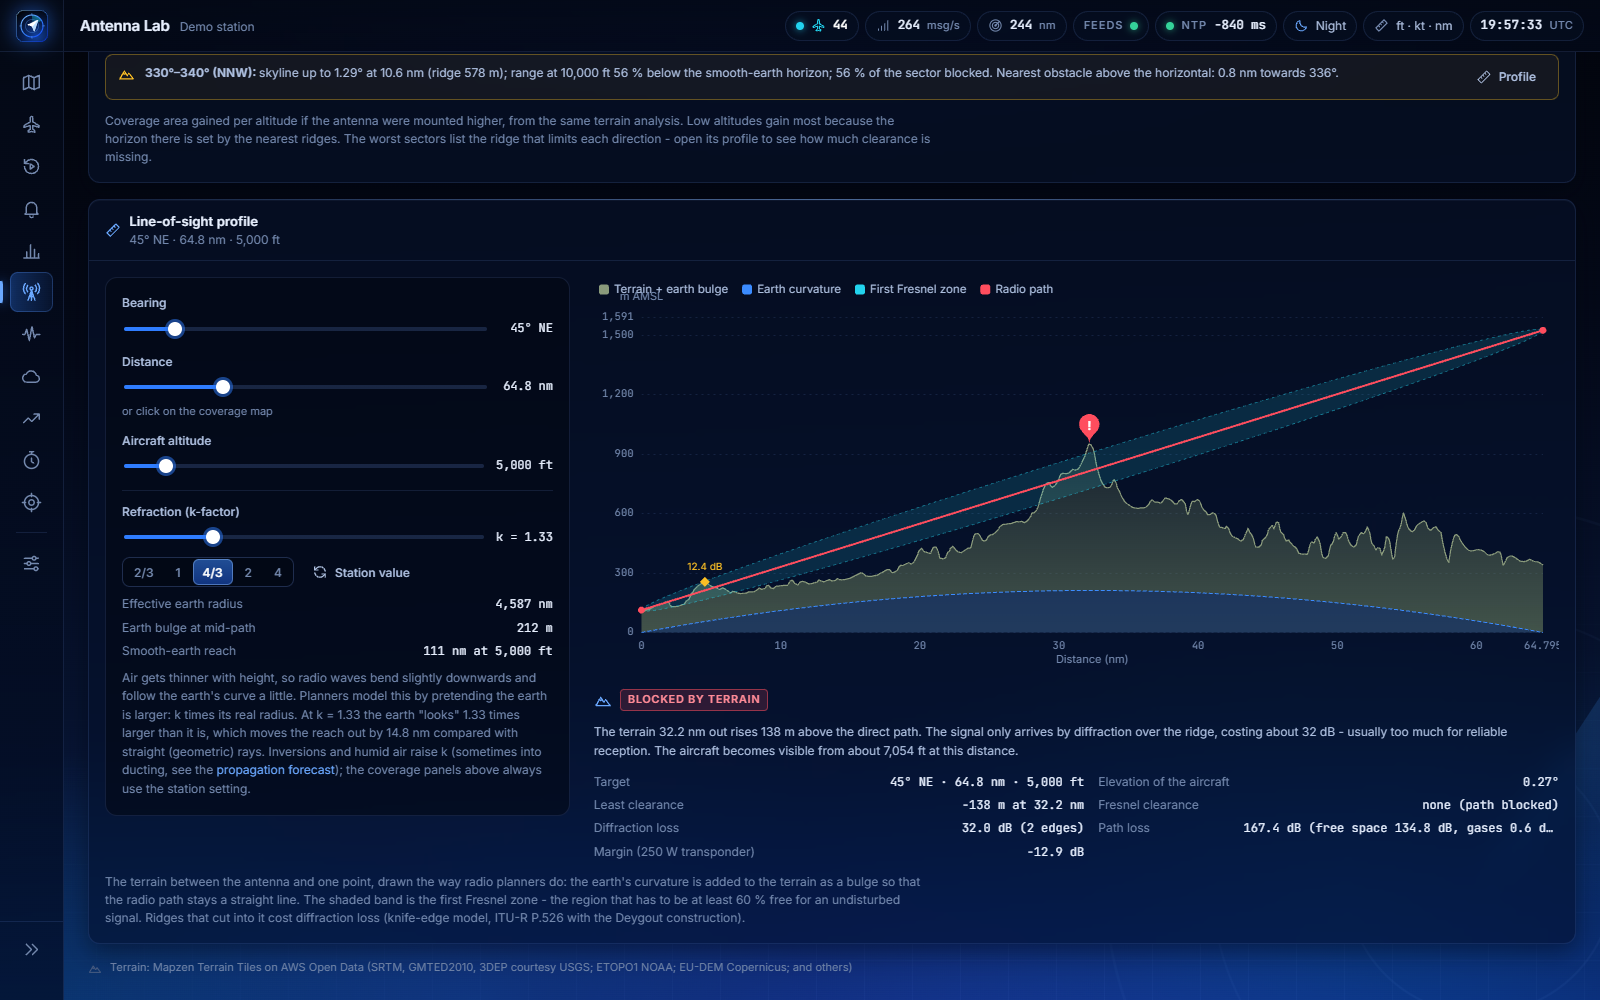 Antenna Lab Demo station
44
264 msg/s
244 nm
FEEDS
NTP -840 ms
Night
ft · kt · nm
19:57:33 UTC
330°–340° (NNW): skyline up to 1.29° at 10.6 nm (ridge 578 m); range at 10,000 ft 56 % below the smooth-earth horizon; 56 % of the sector blocked. Nearest obstacle above the horizontal: 0.8 nm towards 336°.
Profile
Coverage area gained per altitude if the antenna were mounted higher, from the same terrain analysis. Low altitudes gain most because the
horizon there is set by the nearest ridges. The worst sectors list the ridge that limits each direction - open its profile to see how much clearance is
missing.
Line-of-sight profile
45° NE · 64.8 nm · 5,000 ft
Bearing
45° NE
Distance
64.8 nm
or click on the coverage map
Aircraft altitude
5,000 ft
Refraction (k-factor)
k = 1.33
2/3 1 4/3 2 4
Station value
Effective earth radius 4,587 nm
Earth bulge at mid-path 212 m
Smooth-earth reach 111 nm at 5,000 ft
Air gets thinner with height, so radio waves bend slightly downwards and
follow the earth's curve a little. Planners model this by pretending the earth
is larger: k times its real radius. At k = 1.33 the earth "looks" 1.33 times
larger than it is, which moves the reach out by 14.8 nm compared with
straight (geometric) rays. Inversions and humid air raise k (sometimes into
ducting, see the propagation forecast); the coverage panels above always
use the station setting.
Terrain + earth bulge Earth curvature First Fresnel zone Radio path
m AMSL
1,591
1,500
1,200
900
600
300
0
12.4 dB
!
0 10 20 30 40 50 60 64.795
Distance (nm)
BLOCKED BY TERRAIN
The terrain 32.2 nm out rises 138 m above the direct path. The signal only arrives by diffraction over the ridge, costing about 32 dB - usually too much for reliable
reception. The aircraft becomes visible from about 7,054 ft at this distance.
Target 45° NE · 64.8 nm · 5,000 ft
Elevation of the aircraft 0.27°
Least clearance -138 m at 32.2 nm
Fresnel clearance none (path blocked)
Diffraction loss 32.0 dB (2 edges)
Path loss 167.4 dB (free space 134.8 dB, gases 0.6 d…
Margin (250 W transponder) -12.9 dB
The terrain between the antenna and one point, drawn the way radio planners do: the earth's curvature is added to the terrain as a bulge so that
the radio path stays a straight line. The shaded band is the first Fresnel zone - the region that has to be at least 60 % free for an undisturbed
signal. Ridges that cut into it cost diffraction loss (knife-edge model, ITU-R P.526 with the Deygout construction).
Terrain: Mapzen Terrain Tiles on AWS Open Data (SRTM, GMTED2010, 3DEP courtesy USGS; ETOPO1 NOAA; EU-DEM Copernicus; and others)